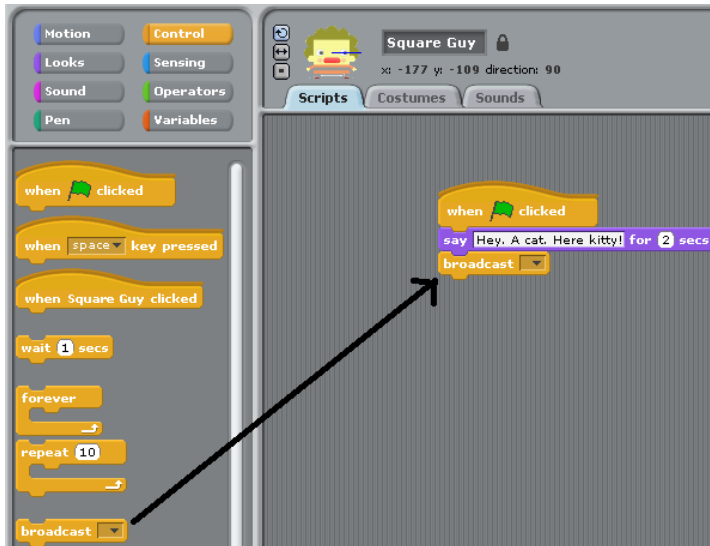 Motion Control
Looks Sensing
Sound Operators
Pen Variables
Square Guy
x: -177 y: -109 direction: 90
Scripts Costumes Sounds
when clicked
when space key pressed
when Square Guy clicked
wait 1 secs
forever
repeat 10
broadcast
when clicked
say Hey. A cat. Here kitty! for 2 secs
broadcast